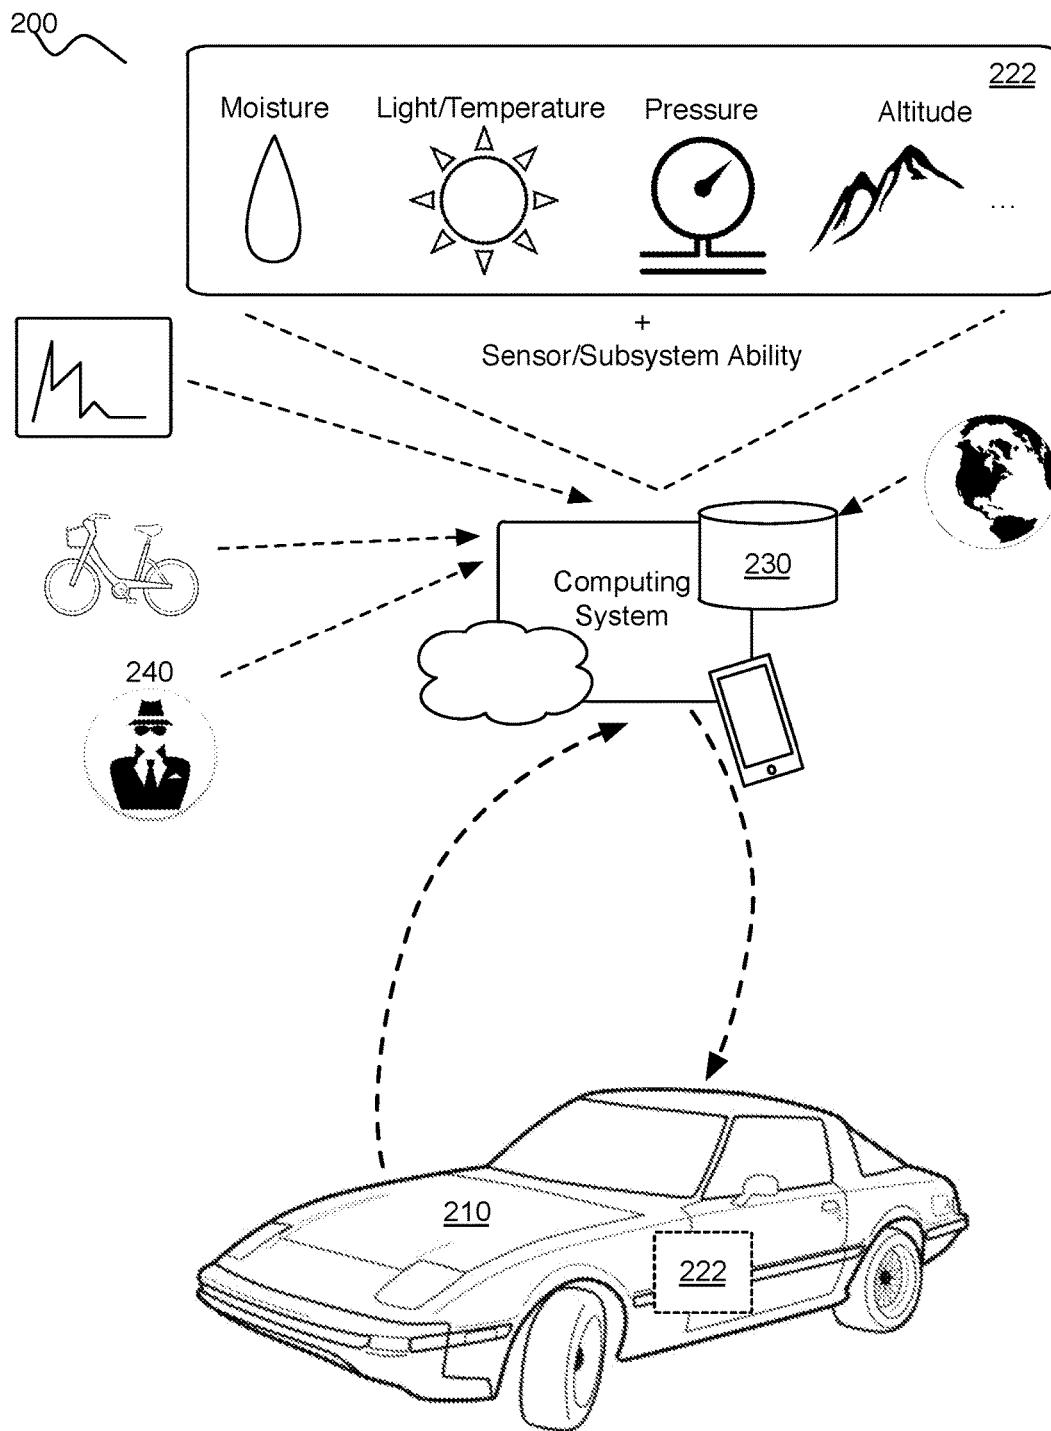 200
222
Moisture
Light/Temperature
Pressure
Altitude
...
+
Sensor/Subsystem Ability
230
Computing
System
240
210
222